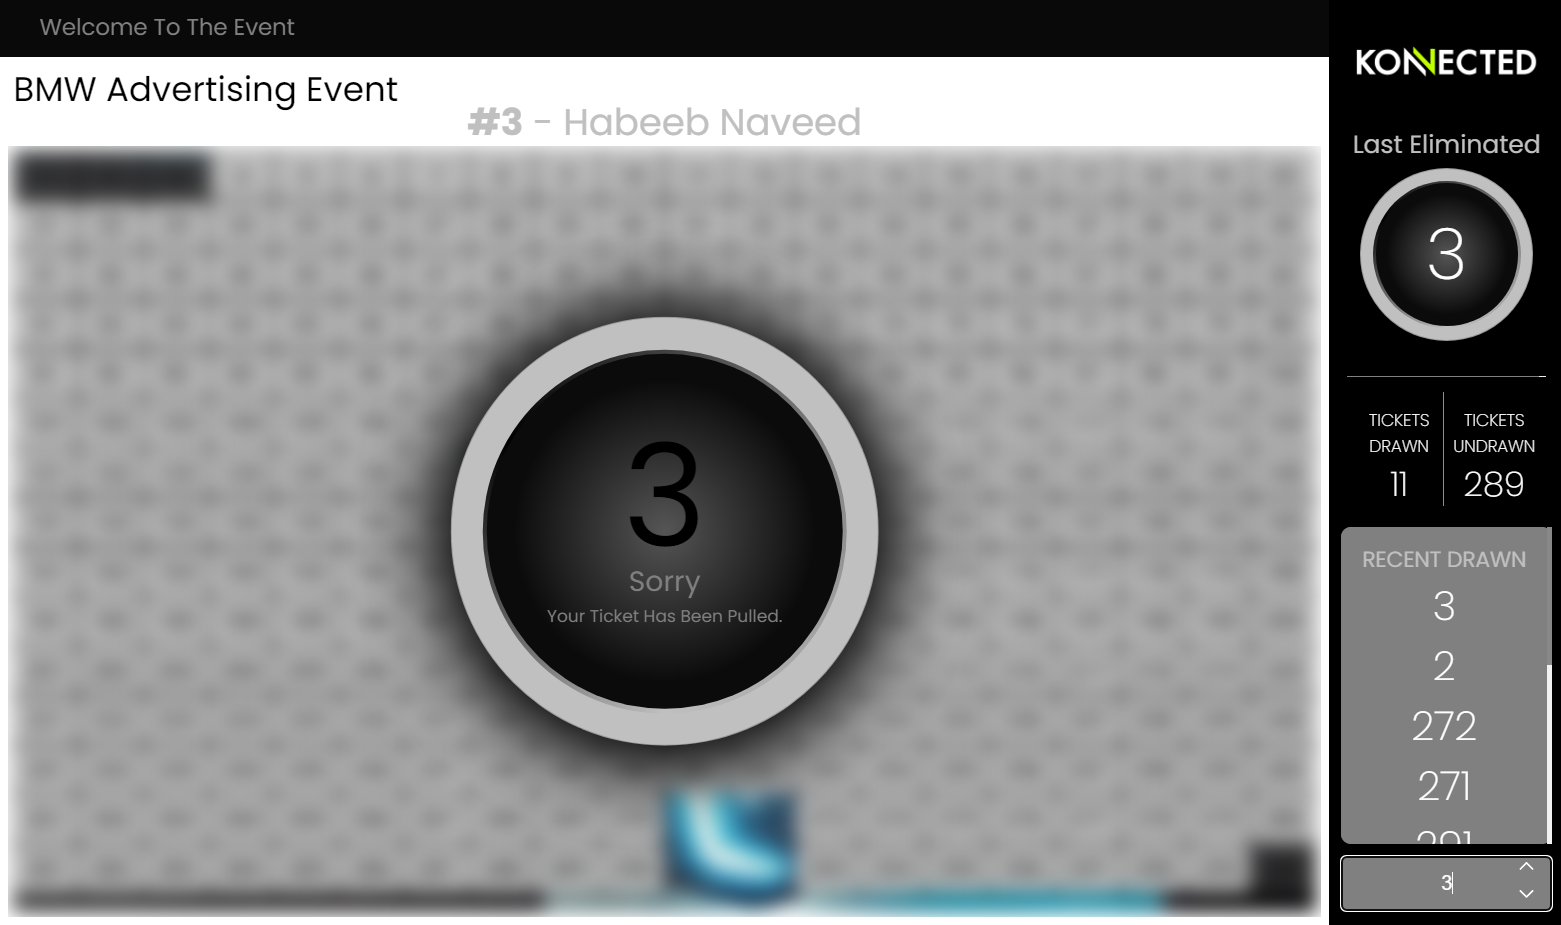 Welcome To The Event
BMW Advertising Event
#3 - Habeeb Naveed
3
Sorry
Your Ticket Has Been Pulled.
KONNECTED
Last Eliminated
3
TICKETS
DRAWN
11
TICKETS
UNDRAWN
289
RECENT DRAWN
3
2
272
271
3